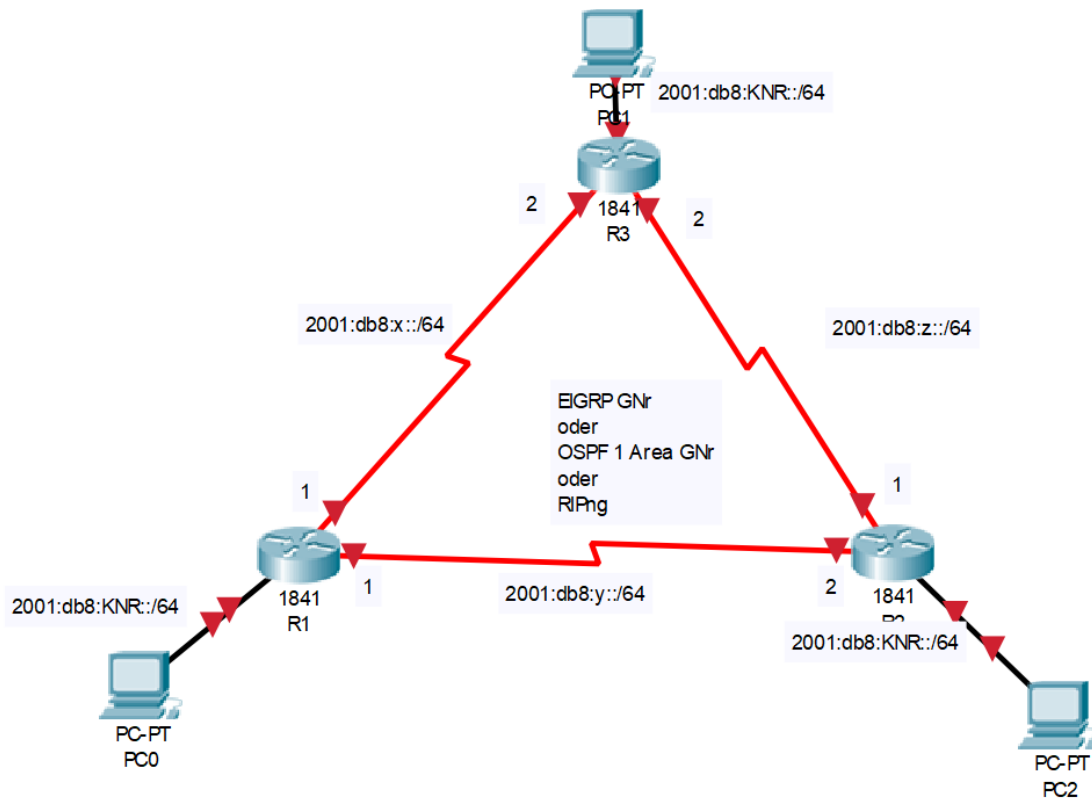 PC-PT
PC1
2001:db8:KNR::/64
2
1841
R3
2
2001:db8:x::/64
2001:db8:z::/64
EIGRP GNr
oder
OSPF 1 Area GNr
oder
RIPng
1
1
1841
R1
1
2001:db8:y::/64
2
1841
2001:db8:KNR::/64
2001:db8:KNR::/64
PC-PT
PC0
PC-PT
PC2